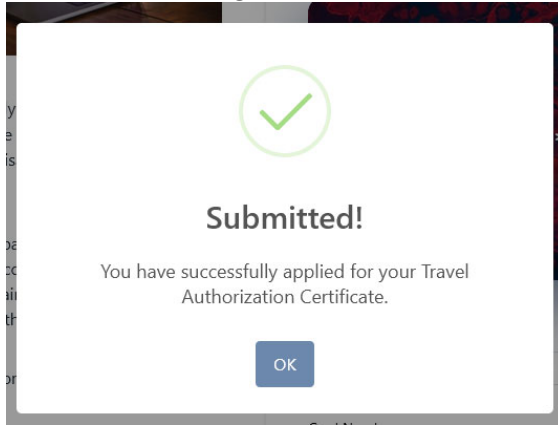 Submitted!
You have successfully applied for your Travel
Authorization Certificate.
OK